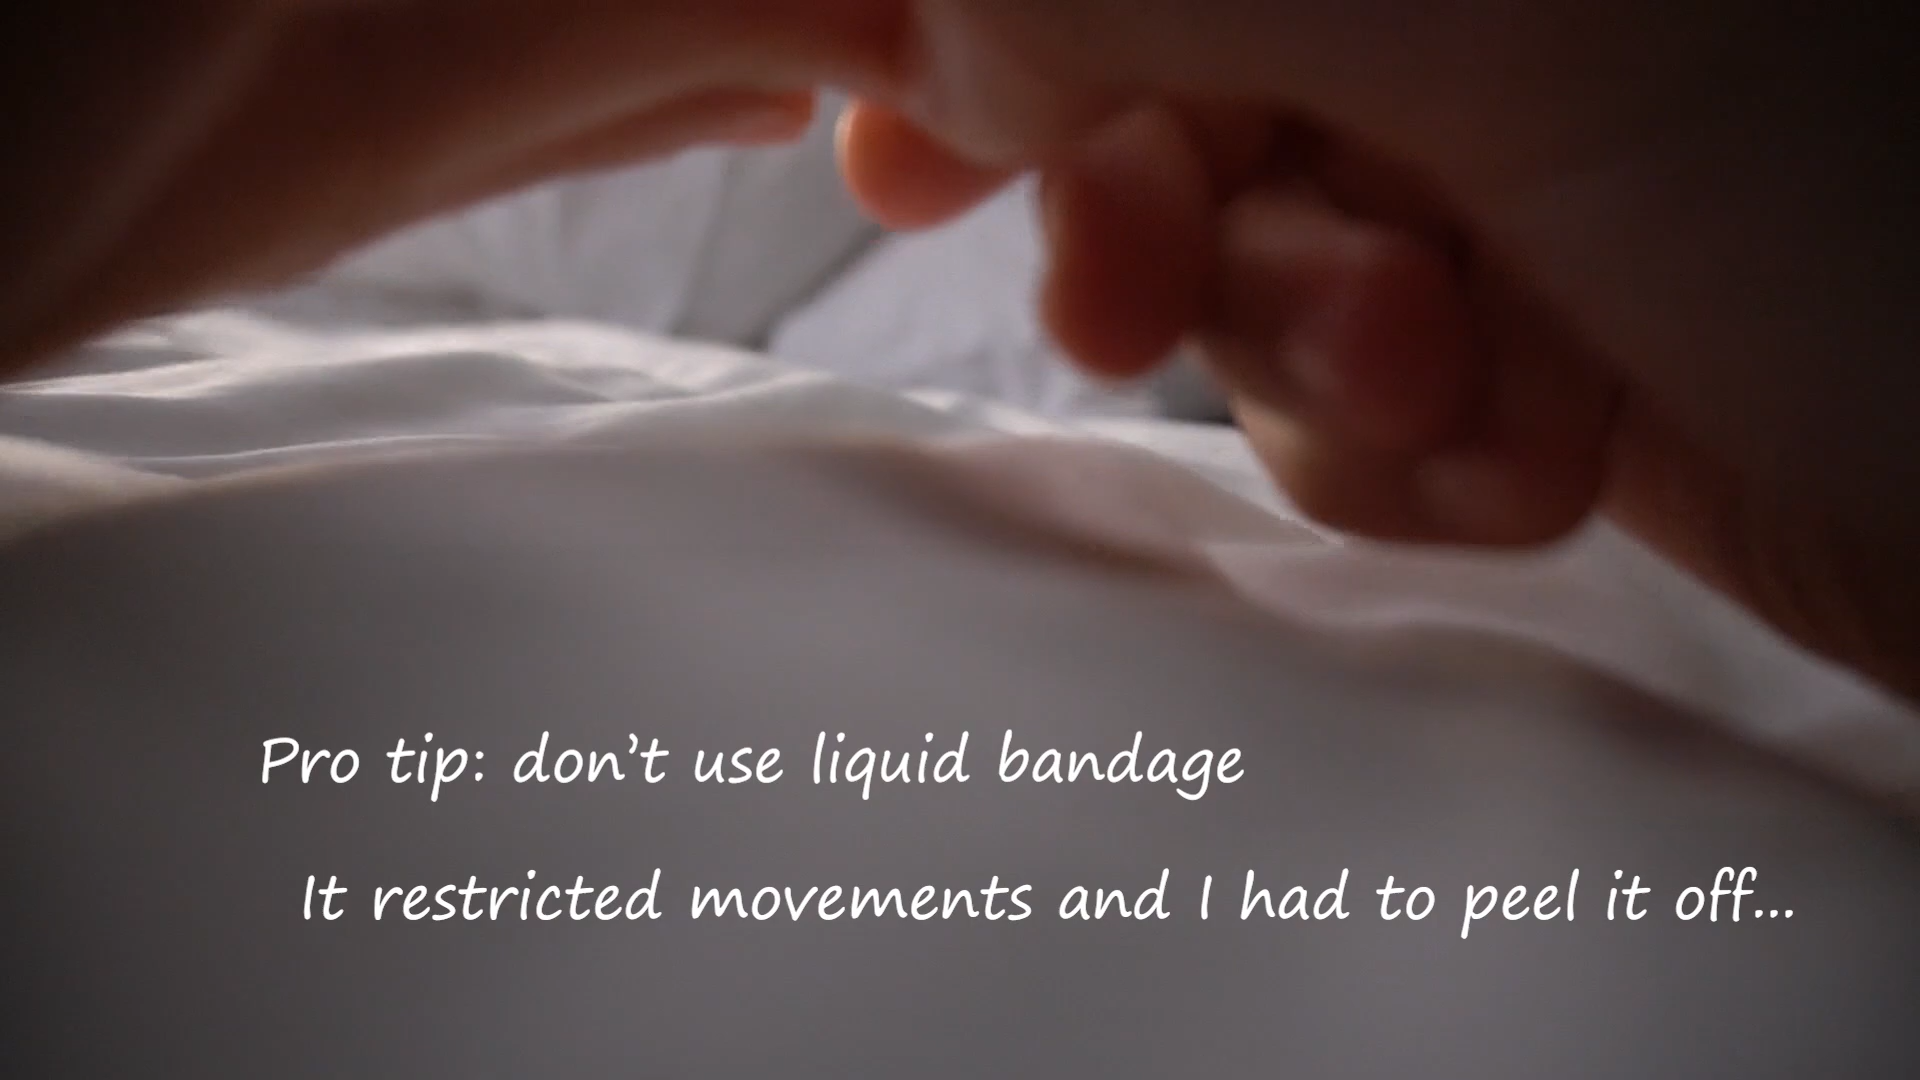 Pro tip: don’t use liquid bandage
It restricted movements and I had to peel it off...